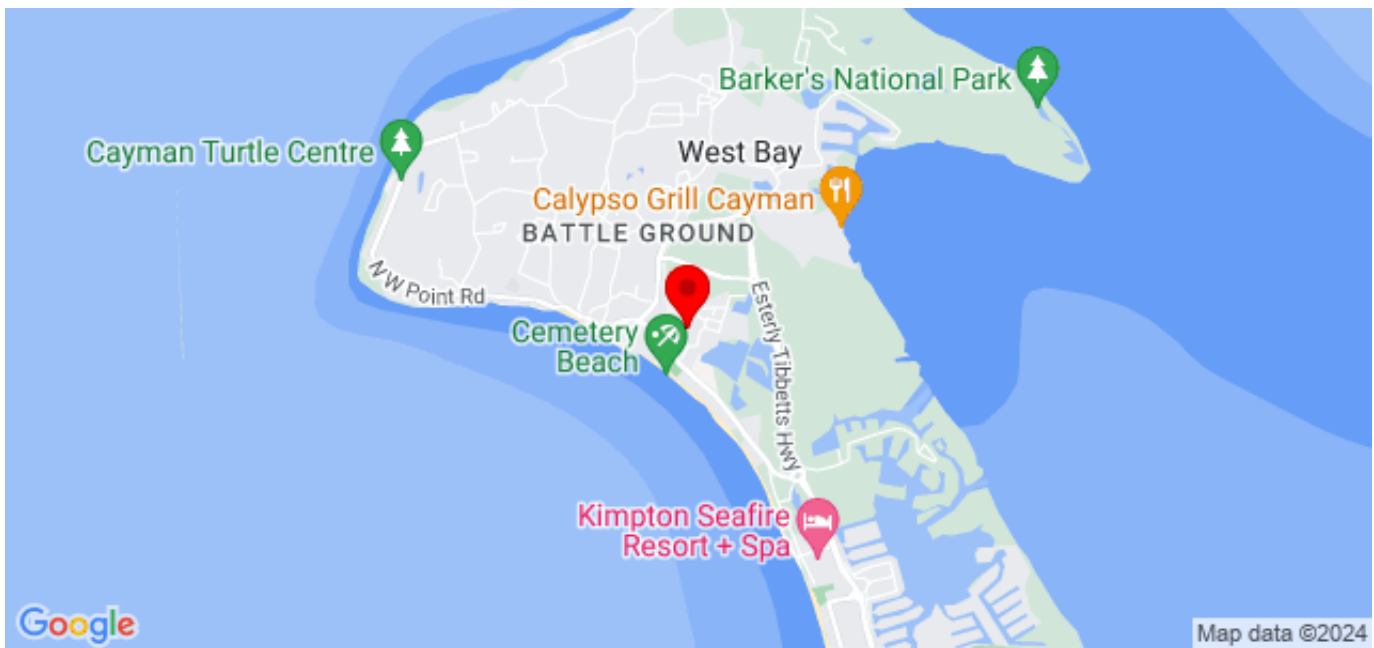 Barker's National Park
Cayman Turtle Centre
West Bay
Calypso Grill Cayman
BATTLE GROUND
N W Point Rd
Esterly Tibbetts Hwy
Cemetery
Beach
Kimpton Seafire
Resort + Spa
Google
Map data ©2024